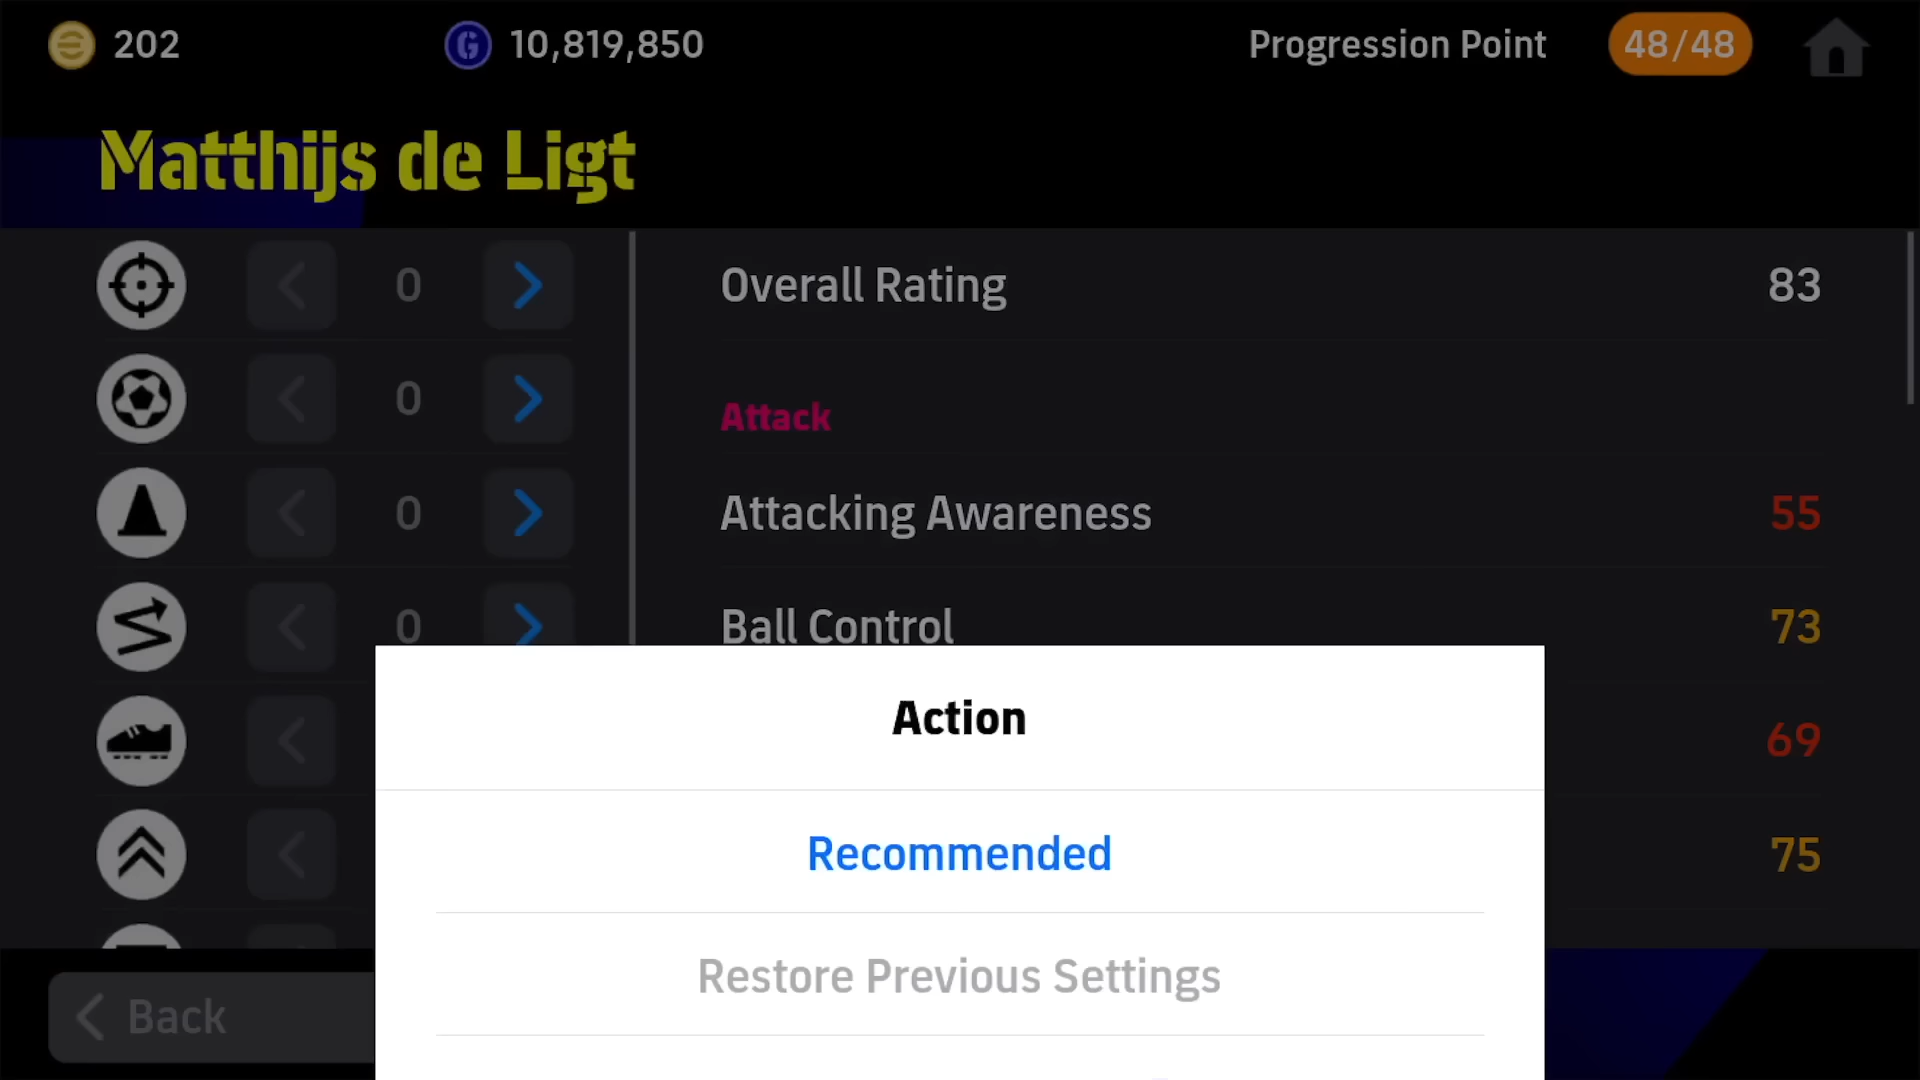 202
10,819,850
Progression Point
48/48
Matthijs de Ligt
0
Overall Rating
83
0
Attack
0
Attacking Awareness
55
0
Ball Control
73
69
75
Action
Recommended
Restore Previous Settings
Back